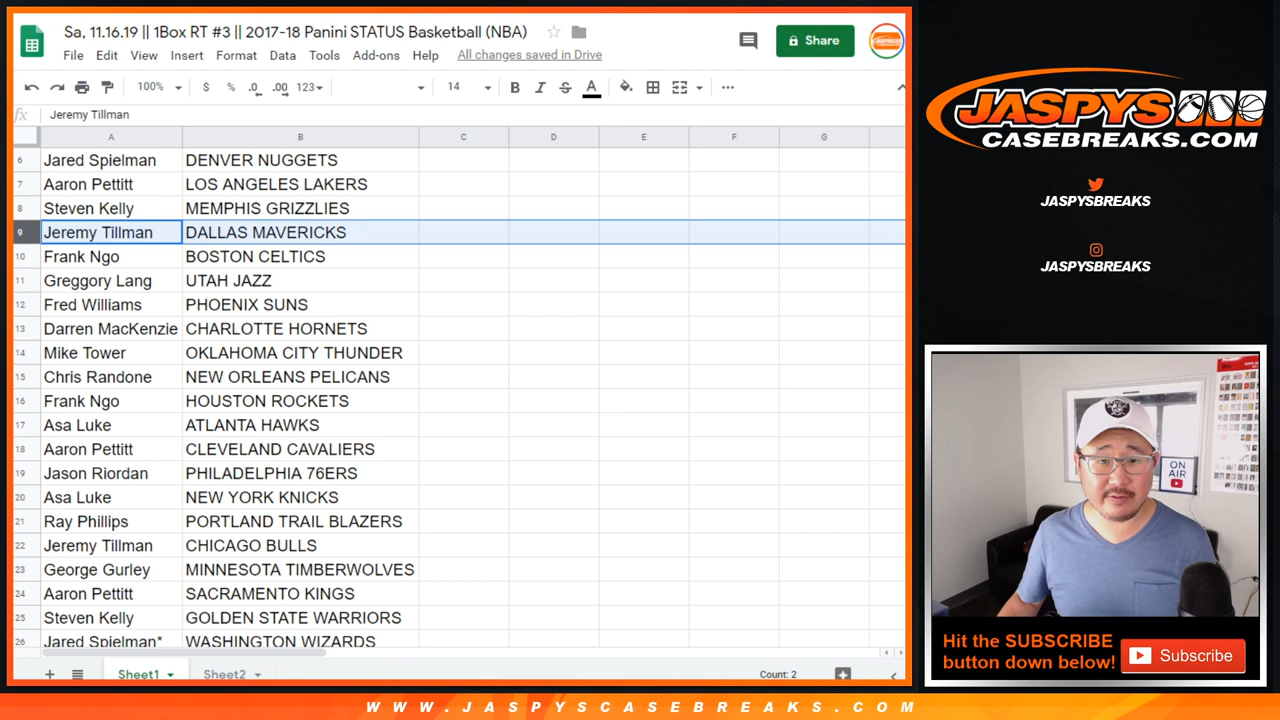 Sa, 11.16.19 || 1Box RT #3 || 2017-18 Panini STATUS Basketball (NBA)
File Edit View Insert Format Data Tools Add-ons Help All changes saved in Drive
Share
100% $ % .0 .00 123 14 B I S A
fx Jeremy Tillman
A B C D E F G
6 Jared Spielman DENVER NUGGETS
7 Aaron Pettitt LOS ANGELES LAKERS
8 Steven Kelly MEMPHIS GRIZZLIES
9 Jeremy Tillman DALLAS MAVERICKS
10 Frank Ngo BOSTON CELTICS
11 Greggory Lang UTAH JAZZ
12 Fred Williams PHOENIX SUNS
13 Darren MacKenzie CHARLOTTE HORNETS
14 Mike Tower OKLAHOMA CITY THUNDER
15 Chris Randone NEW ORLEANS PELICANS
16 Frank Ngo HOUSTON ROCKETS
17 Asa Luke ATLANTA HAWKS
18 Aaron Pettitt CLEVELAND CAVALIERS
19 Jason Riordan PHILADELPHIA 76ERS
20 Asa Luke NEW YORK KNICKS
21 Ray Phillips PORTLAND TRAIL BLAZERS
22 Jeremy Tillman CHICAGO BULLS
23 George Gurley MINNESOTA TIMBERWOLVES
24 Aaron Pettitt SACRAMENTO KINGS
25 Steven Kelly GOLDEN STATE WARRIORS
26 Jared Spielman* WASHINGTON WIZARDS
Sheet1 Sheet2 Count: 2
JASPYS
CASEBREAKS.COM
JASPYSBREAKS
JASPYSBREAKS
ON
AIR
Hit the SUBSCRIBE
button down below!
Subscribe
WWW.JASPYSCASEBREAKS.COM